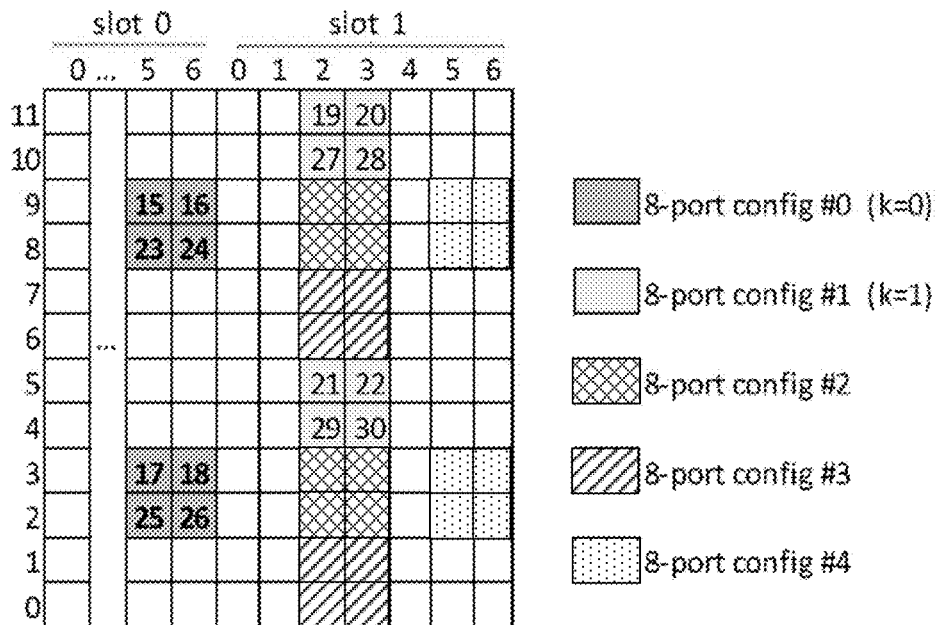 slot 0 slot 1
0 ... 5 6 0 1 2 3 4 5 6
11 19 20
10 27 28
9 15 16
8-port config #0 (k=0)
8 23 24
7
8-port config #1 (k=1)
6 ...
5 21 22
8-port config #2
4 29 30
3 17 18
8-port config #3
2 25 26
1
8-port config #4
0